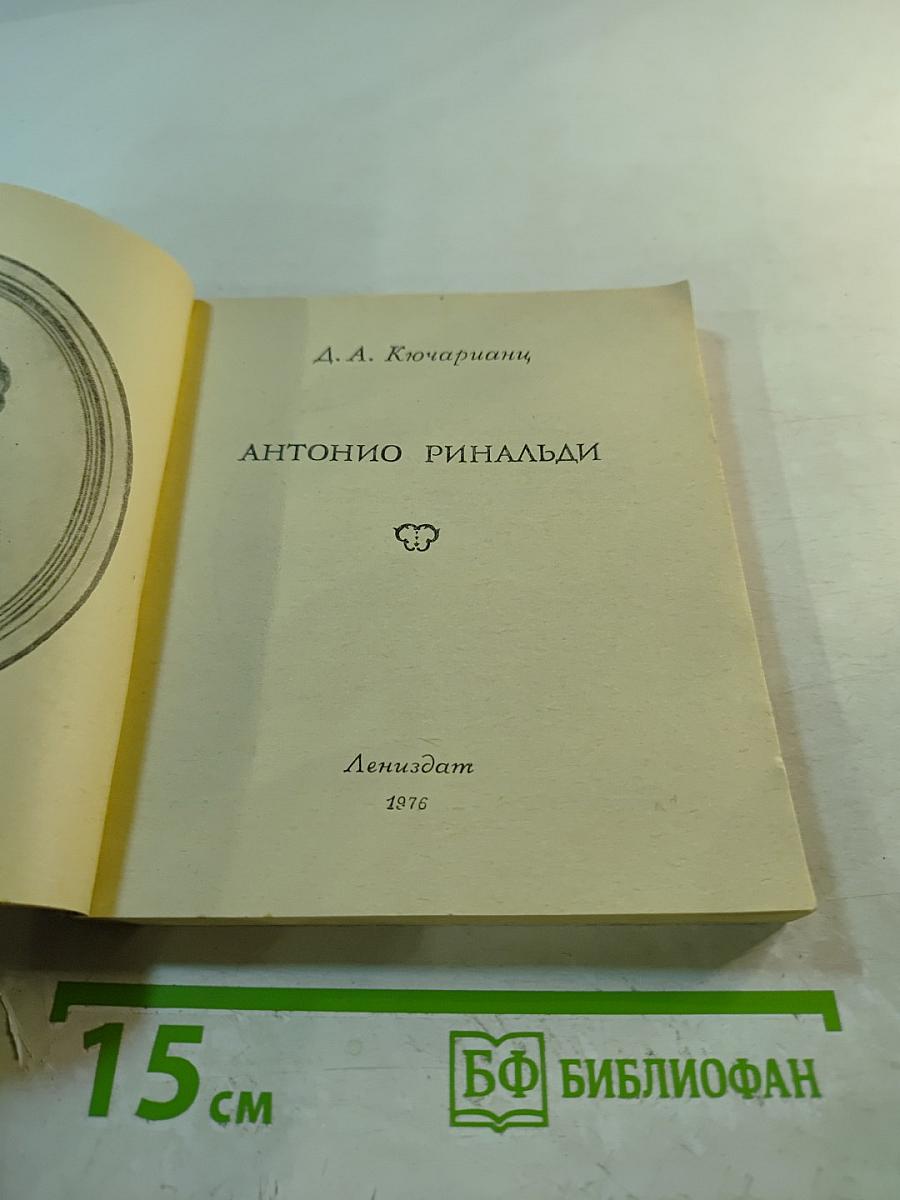 Д. А. Кючарианц
АНТОНИО РИНАЛЬДИ
Лениздат
1976
15 см
БФ БИБЛИОФАН